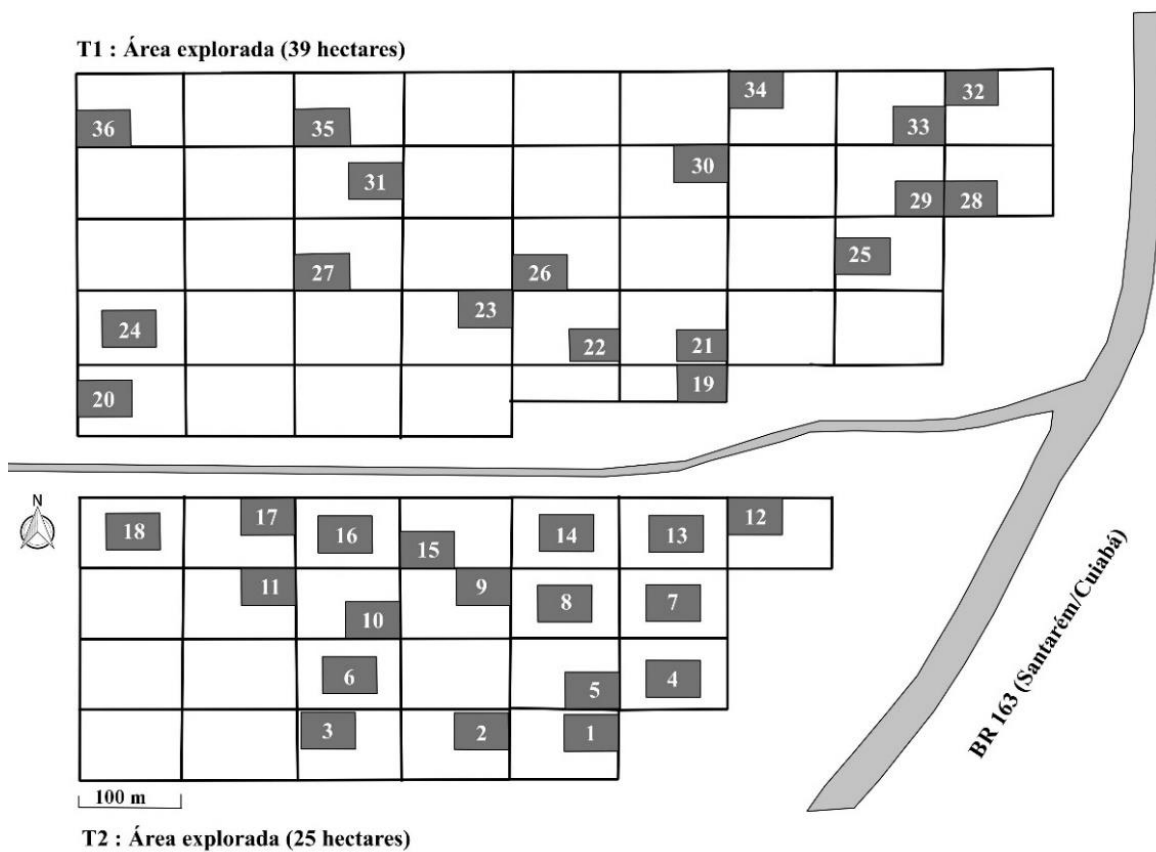 T1 : Área explorada (39 hectares)
34 32
36 35 33
31 30
29 28
27 26 25
23
24 22 21
20 19
N
18 17 16 15 14 13 12
11 10 9 8 7
6 5 4
3 2 1
100 m
BR 163 (Santarém/Cuiabá)
T2 : Área explorada (25 hectares)